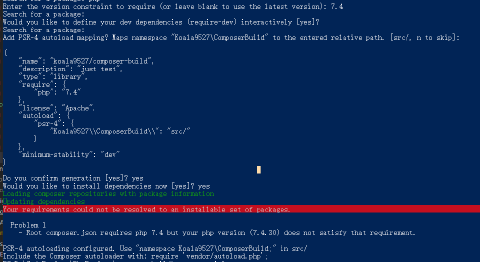 Enter the version constraint to require (or leave blank to use the latest version): 7.4
Search for a package:
Would you like to define your dev dependencies (require-dev) interactively [yes]?
Search for a package:
Add PSR-4 autoload mapping? Maps namespace "Koala9527\ComposerBuild" to the entered relative path. [src/, n to skip]:
{
"name": "koala9527/composer-build",
"description": "just test",
"type": "library",
"require": {
"php": "7.4"
},
"license": "Apache",
"autoload": {
"psr-4": {
"Koala9527\\ComposerBuild\\": "src/"
}
},
"minimum-stability": "dev"
}
Do you confirm generation [yes]? yes
Would you like to install dependencies now [yes]? yes
Loading composer repositories with package information
Updating dependencies
Your requirements could not be resolved to an installable set of packages.
Problem 1
- Root composer.json requires php 7.4 but your php version (7.4.30) does not satisfy that requirement.
PSR-4 autoloading configured. Use "namespace Koala9527\ComposerBuild;" in src/
Include the Composer autoloader with: require 'vendor/autoload.php';